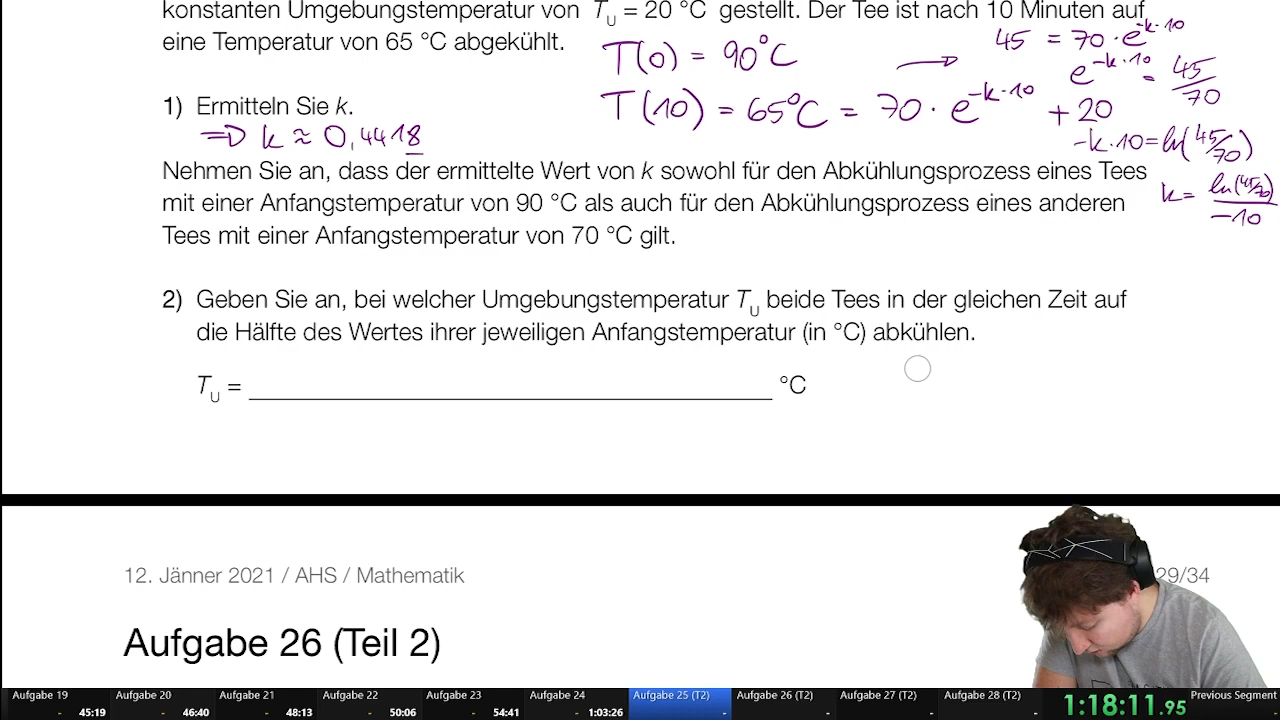 konstanten Umgebungstemperatur von T_U = 20 °C gestellt. Der Tee ist nach 10 Minuten auf
eine Temperatur von 65 °C abgekühlt.
T(0) = 90°C
45 = 70 · e^-k·10
e^-k·10 = 45/70
1) Ermitteln Sie k.
T(10) = 65°C = 70 · e^-k·10 + 20
⇒ k ≈ 0,4418
-k·10 = ln(45/70)
Nehmen Sie an, dass der ermittelte Wert von k sowohl für den Abkühlungsprozess eines Tees
k = ln(45/70)/-10
mit einer Anfangstemperatur von 90 °C als auch für den Abkühlungsprozess eines anderen
Tees mit einer Anfangstemperatur von 70 °C gilt.
2) Geben Sie an, bei welcher Umgebungstemperatur T_U beide Tees in der gleichen Zeit auf
die Hälfte des Wertes ihrer jeweiligen Anfangstemperatur (in °C) abkühlen.
T_U = ____________________ °C
12. Jänner 2021 / AHS / Mathematik
29/34
Aufgabe 26 (Teil 2)
Aufgabe 19 Aufgabe 20 Aufgabe 21 Aufgabe 22 Aufgabe 23 Aufgabe 24 Aufgabe 25 (T2) Aufgabe 26 (T2) Aufgabe 27 (T2) Aufgabe 28 (T2) 1:18:11.95 Previous Segment
- 45:19 - 46:40 - 48:13 - 50:06 - 54:41 - 1:03:26 - - - - -